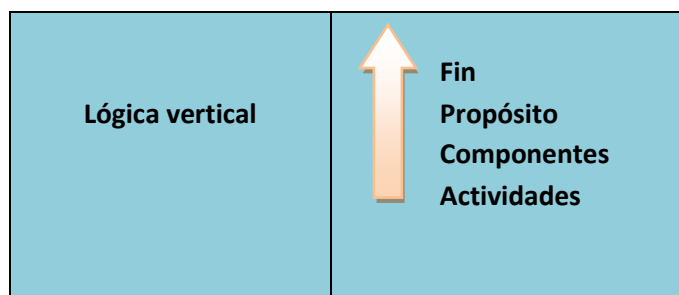 Lógica vertical
Fin
Propósito
Componentes
Actividades